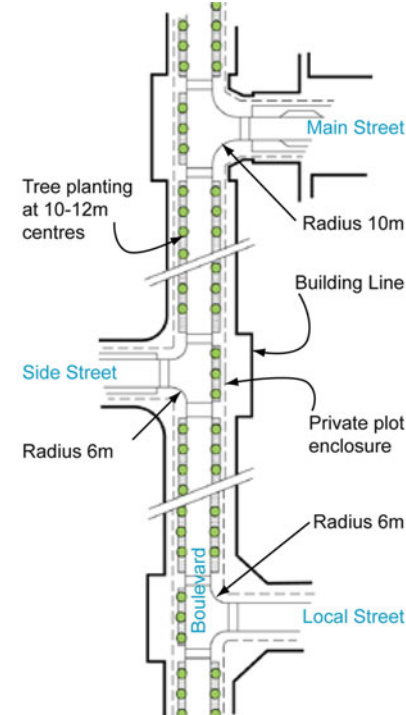 Main Street
Tree planting
at 10-12m
centres
Radius 10m
Building Line
Side Street
Private plot
enclosure
Radius 6m
Radius 6m
Boulevard
Local Street